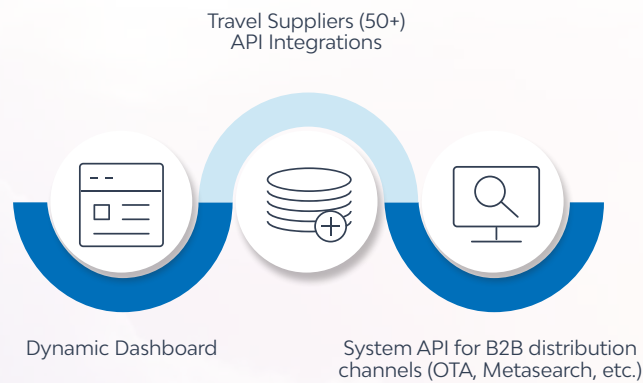 Travel Suppliers (50+)
API Integrations
Dynamic Dashboard
System API for B2B distribution
channels (OTA, Metasearch, etc.)